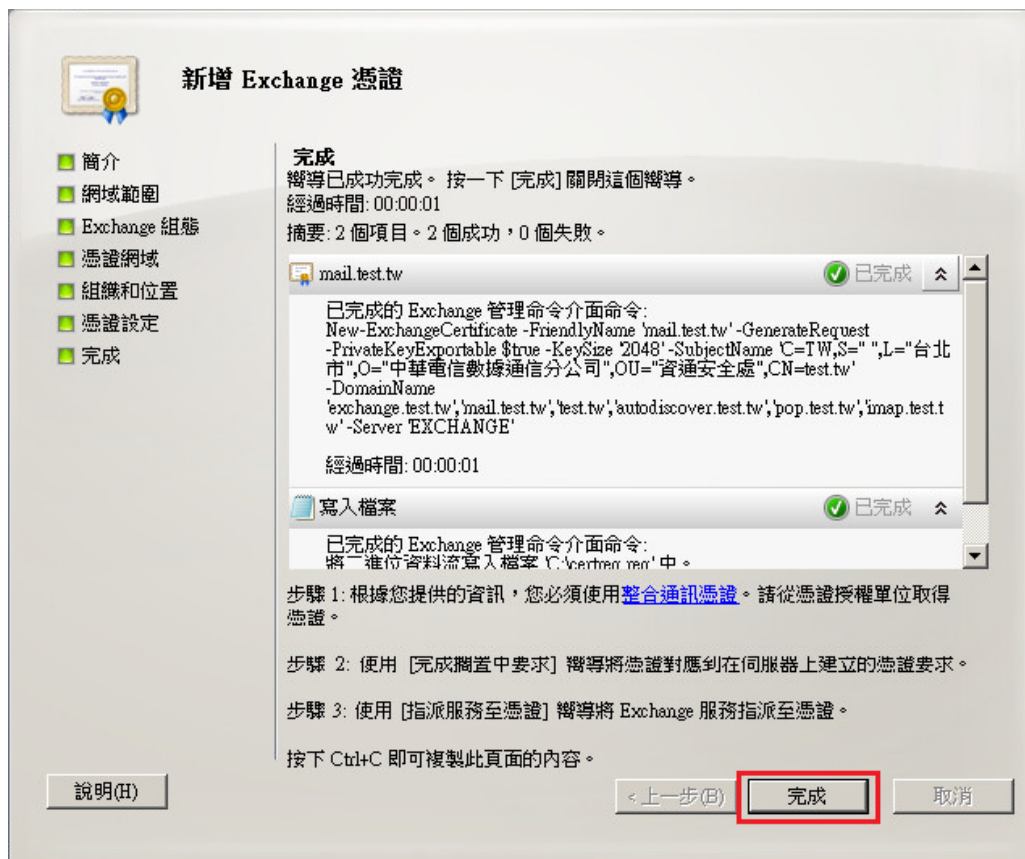 新增 Exchange 憑證
簡介
網域範圍
Exchange 組態
憑證網域
組織和位置
憑證設定
完成
完成
嚮導已成功完成。 按一下 [完成] 關閉這個嚮導。
經過時間: 00:00:01
摘要: 2 個項目。2 個成功，0 個失敗。
mail.test.tw 已完成
已完成的 Exchange 管理命令介面命令:
New-ExchangeCertificate -FriendlyName 'mail.test.tw' -GenerateRequest
-PrivateKeyExportable $true -KeySize '2048' -SubjectName 'C=TW,S=" ",L="台北
市",O="中華電信數據通信分公司",OU="資通安全處",CN=test.tw'
-DomainName
'exchange.test.tw','mail.test.tw','test.tw','autodiscover.test.tw','pop.test.tw','imap.test.t
w' -Server 'EXCHANGE'
經過時間: 00:00:01
寫入檔案 已完成
已完成的 Exchange 管理命令介面命令:
將二進位資料流寫入檔案 'C:\certreq.req' 中。
步驟 1: 根據您提供的資訊，您必須使用整合通訊憑證。請從憑證授權單位取得
憑證。
步驟 2: 使用 [完成擱置中要求] 嚮導將憑證對應到在伺服器上建立的憑證要求。
步驟 3: 使用 [指派服務至憑證] 嚮導將 Exchange 服務指派至憑證。
按下 Ctrl+C 即可複製此頁面的內容。
說明(H) <上一步(B) 完成 取消